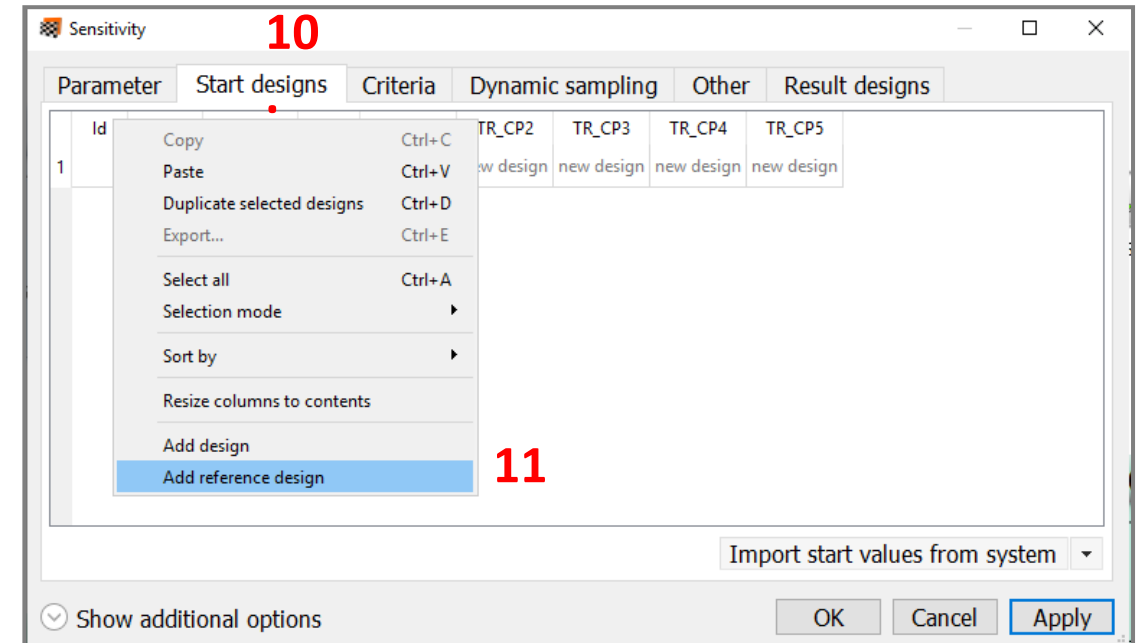 Sensitivity
10
Parameter Start designs Criteria Dynamic sampling Other Result designs
Id TR_CP2 TR_CP3 TR_CP4 TR_CP5
1 new design new design new design
Copy Ctrl+C
Paste Ctrl+V
Duplicate selected designs Ctrl+D
Export... Ctrl+E
Select all Ctrl+A
Selection mode
Sort by
Resize columns to contents
Add design
Add reference design
11
Import start values from system
Show additional options OK Cancel Apply